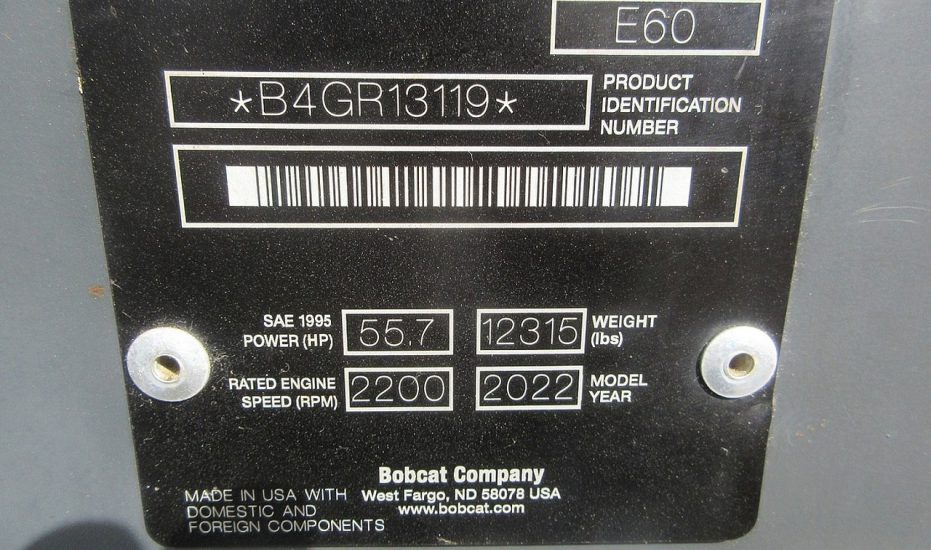 E60
*B4GR13119*
PRODUCT
IDENTIFICATION
NUMBER
SAE 1995
POWER (HP)
55.7
12315
WEIGHT
(lbs)
RATED ENGINE
SPEED (RPM)
2200
2022
MODEL
YEAR
Bobcat Company
West Fargo, ND 58078 USA
www.bobcat.com
MADE IN USA WITH
DOMESTIC AND
FOREIGN COMPONENTS